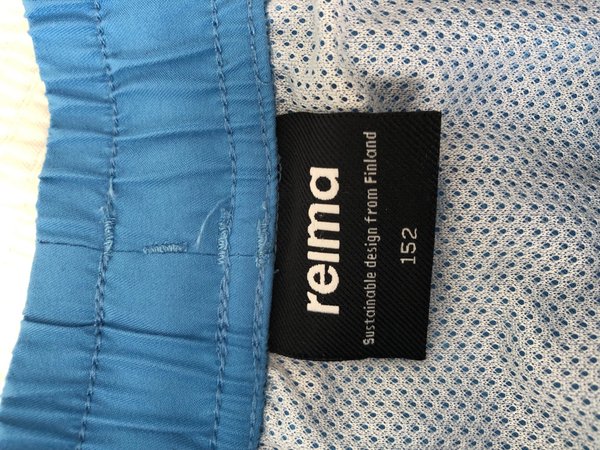 reima
Sustainable design from Finland
152